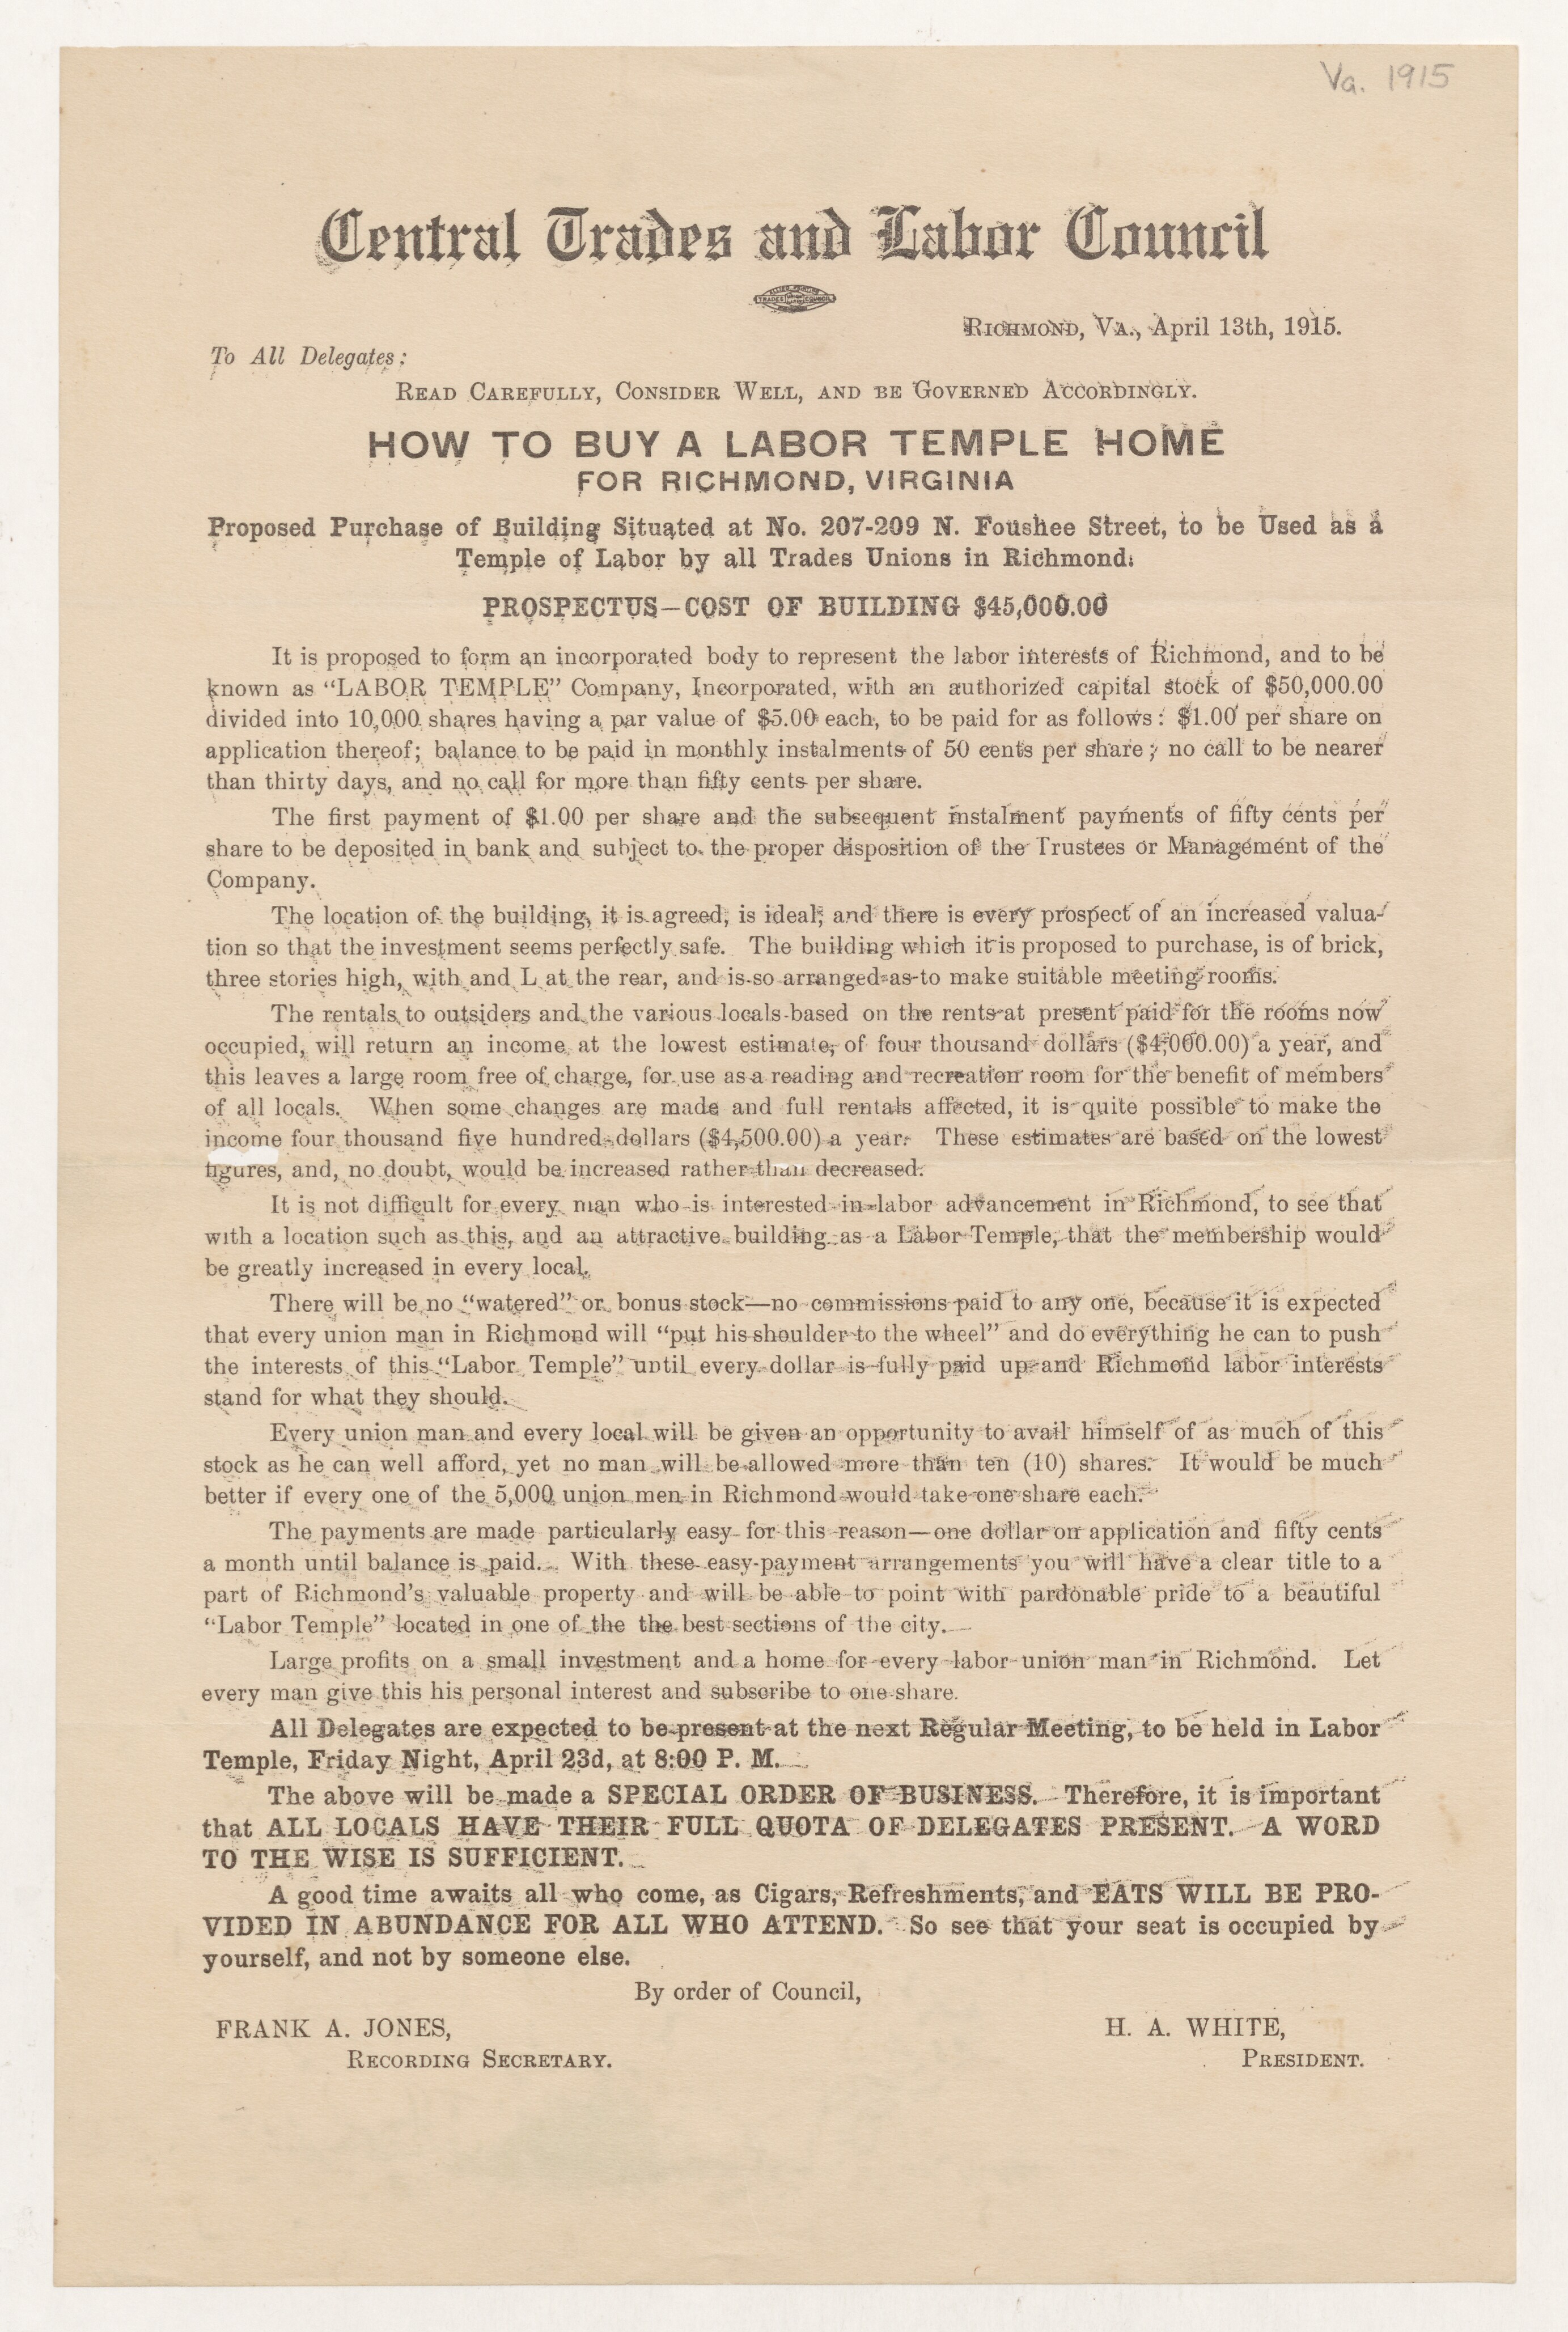 Va. 1915
Central Trades and Labor Council
ALLIED PRINTING
TRADES UNION LABEL COUNCIL
RICHMOND, VA., April 13th, 1915.
To All Delegates:
READ CAREFULLY, CONSIDER WELL, AND BE GOVERNED ACCORDINGLY.
HOW TO BUY A LABOR TEMPLE HOME
FOR RICHMOND, VIRGINIA
Proposed Purchase of Building Situated at No. 207-209 N. Foushee Street, to be Used as a
Temple of Labor by all Trades Unions in Richmond.
PROSPECTUS—COST OF BUILDING $45,000.00
It is proposed to form an incorporated body to represent the labor interests of Richmond, and to be
known as “LABOR TEMPLE” Company, Incorporated, with an authorized capital stock of $50,000.00
divided into 10,000 shares having a par value of $5.00 each, to be paid for as follows: $1.00 per share on
application thereof; balance to be paid in monthly instalments of 50 cents per share; no call to be nearer
than thirty days, and no call for more than fifty cents per share.
The first payment of $1.00 per share and the subsequent instalment payments of fifty cents per
share to be deposited in bank and subject to the proper disposition of the Trustees or Management of the
Company.
The location of the building, it is agreed, is ideal, and there is every prospect of an increased valua-
tion so that the investment seems perfectly safe. The building which it is proposed to purchase, is of brick,
three stories high, with and L at the rear, and is so arranged as to make suitable meeting rooms.
The rentals to outsiders and the various locals based on the rents at present paid for the rooms now
occupied, will return an income, at the lowest estimate, of four thousand dollars ($4,000.00) a year, and
this leaves a large room free of charge, for use as a reading and recreation room for the benefit of members
of all locals. When some changes are made and full rentals affected, it is quite possible to make the
income four thousand five hundred dollars ($4,500.00) a year. These estimates are based on the lowest
figures, and, no doubt, would be increased rather than decreased.
It is not difficult for every man who is interested in labor advancement in Richmond, to see that
with a location such as this, and an attractive building as a Labor Temple, that the membership would
be greatly increased in every local.
There will be no “watered” or bonus stock—no commissions paid to any one, because it is expected
that every union man in Richmond will “put his shoulder to the wheel” and do everything he can to push
the interests of this “Labor Temple” until every dollar is fully paid up and Richmond labor interests
stand for what they should.
Every union man and every local will be given an opportunity to avail himself of as much of this
stock as he can well afford, yet no man will be allowed more than ten (10) shares. It would be much
better if every one of the 5,000 union men in Richmond would take one share each.
The payments are made particularly easy for this reason—one dollar on application and fifty cents
a month until balance is paid. With these easy payment arrangements you will have a clear title to a
part of Richmond's valuable property and will be able to point with pardonable pride to a beautiful
“Labor Temple” located in one of the the best sections of the city.
Large profits on a small investment and a home for every labor union man in Richmond. Let
every man give this his personal interest and subscribe to one share.
All Delegates are expected to be present at the next Regular Meeting, to be held in Labor
Temple, Friday Night, April 23d, at 8:00 P. M.
The above will be made a SPECIAL ORDER OF BUSINESS. Therefore, it is important
that ALL LOCALS HAVE THEIR FULL QUOTA OF DELEGATES PRESENT. A WORD
TO THE WISE IS SUFFICIENT.
A good time awaits all who come, as Cigars, Refreshments, and EATS WILL BE PRO-
VIDED IN ABUNDANCE FOR ALL WHO ATTEND. So see that your seat is occupied by
yourself, and not by someone else.
By order of Council,
FRANK A. JONES,
RECORDING SECRETARY.
H. A. WHITE,
PRESIDENT.